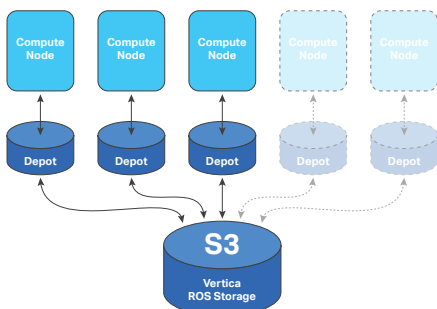 Compute
Node
Compute
Node
Compute
Node
Compute
Node
Compute
Node
Depot
Depot
Depot
Depot
Depot
S3
Vertica
ROS Storage